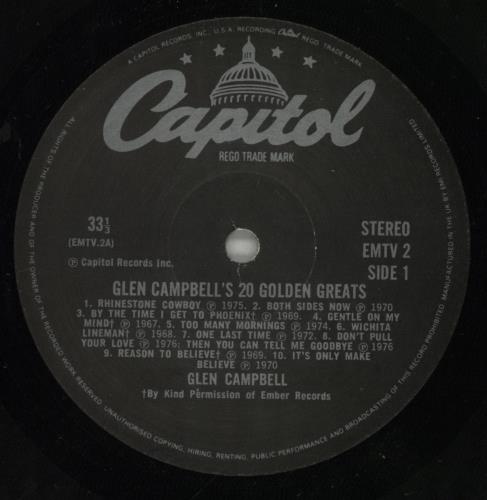 A CAPITOL RECORDS, INC., U.S.A. RECORDING Capitol REGD. TRADE MARK
Capitol
REGD TRADE MARK
33 1/3
(EMTV.2A)
℗ Capitol Records Inc.
STEREO
EMTV 2
SIDE 1
GLEN CAMPBELL'S 20 GOLDEN GREATS
1. RHINESTONE COWBOY ℗ 1975. 2. BOTH SIDES NOW ℗ 1970
3. BY THE TIME I GET TO PHOENIX† ℗ 1969. 4. GENTLE ON MY
MIND† ℗ 1967. 5. TOO MANY MORNINGS ℗ 1974. 6. WICHITA
LINEMAN† ℗ 1968. 7. ONE LAST TIME ℗ 1972. 8. DON'T PULL
YOUR LOVE ℗ 1976: THEN YOU CAN TELL ME GOODBYE ℗ 1976
9. REASON TO BELIEVE† ℗ 1969. 10. IT'S ONLY MAKE
BELIEVE ℗ 1970
GLEN CAMPBELL
†By Kind Permission of Ember Records
ALL RIGHTS OF THE PRODUCER AND OF THE OWNER OF THE RECORDED WORK RESERVED. UNAUTHORISED COPYING, HIRING, RENTING, PUBLIC PERFORMANCE AND BROADCASTING OF THIS RECORD PROHIBITED. MANUFACTURED IN THE U.K. BY EMI RECORDS LIMITED